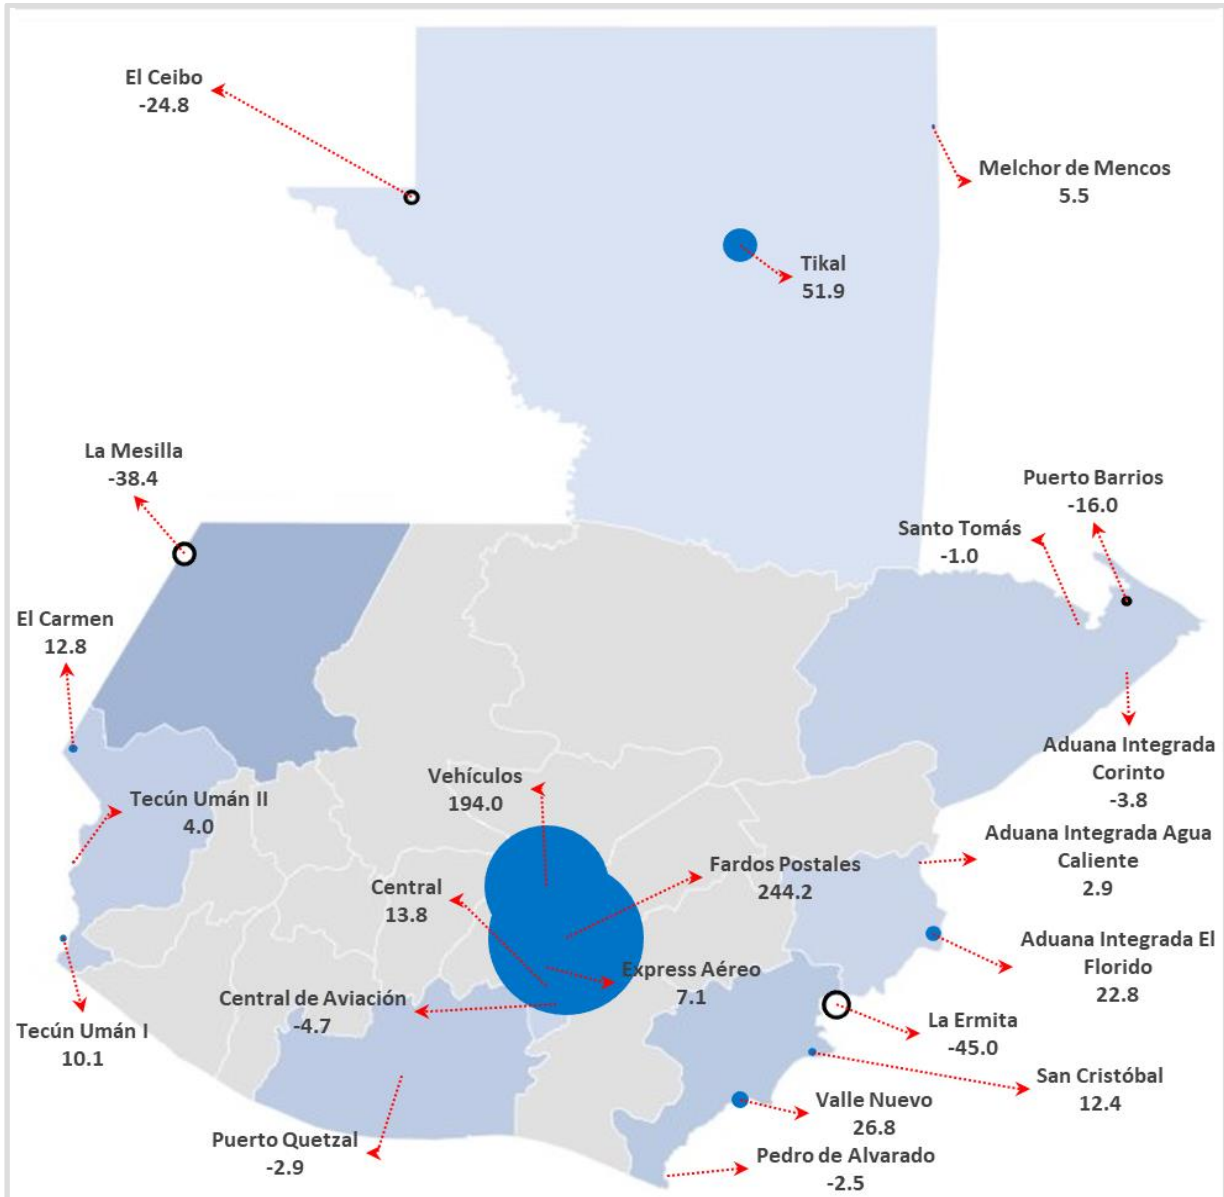 El Ceibo
-24.8
Melchor de Mencos
5.5
Tikal
51.9
La Mesilla
-38.4
Puerto Barrios
-16.0
Santo Tomás
-1.0
El Carmen
12.8
Aduana Integrada
Corinto
-3.8
Vehículos
194.0
Tecún Umán II
4.0
Aduana Integrada Agua
Caliente
2.9
Fardos Postales
244.2
Central
13.8
Aduana Integrada El
Florido
22.8
Express Aéreo
7.1
Central de Aviación
-4.7
La Ermita
-45.0
Tecún Umán I
10.1
San Cristóbal
12.4
Valle Nuevo
26.8
Puerto Quetzal
-2.9
Pedro de Alvarado
-2.5